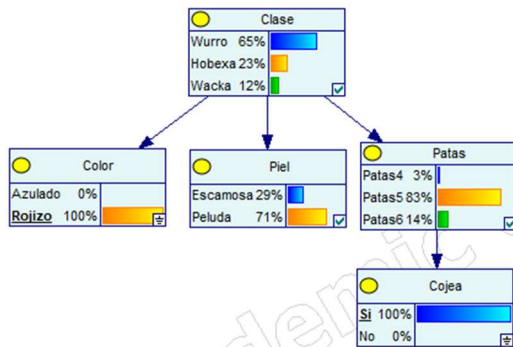 Clase
Wurro 65%
Hobexa 23%
Wacka 12%
Color
Azulado 0%
Rojizo 100%
Piel
Escamosa 29%
Peluda 71%
Patas
Patas4 3%
Patas5 83%
Patas6 14%
Cojea
Si 100%
No 0%
demic